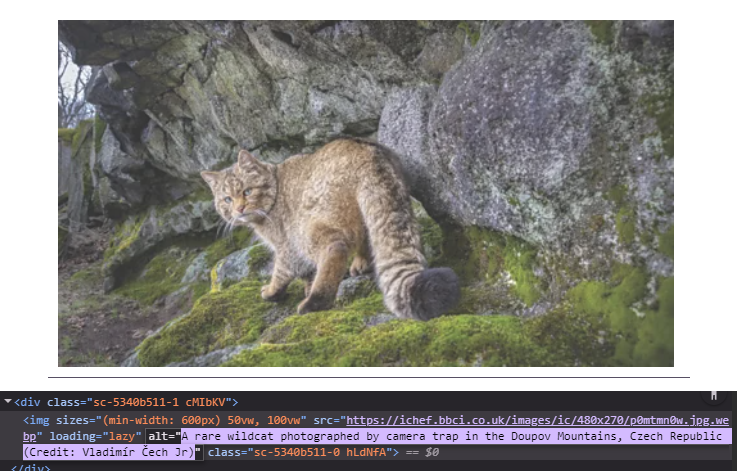 <div class="sc-5340b511-1 cMIbKV">
<img sizes="(min-width: 600px) 50vw, 100vw" src="https://ichef.bbci.co.uk/images/ic/480x270/p0mtmn0w.jpg.we
bp" loading="lazy" alt="A rare wildcat photographed by camera trap in the Doupov Mountains, Czech Republic
(Credit: Vladimír Čech Jr)" class="sc-5340b511-0 hLdNfA"> == $0
</div>